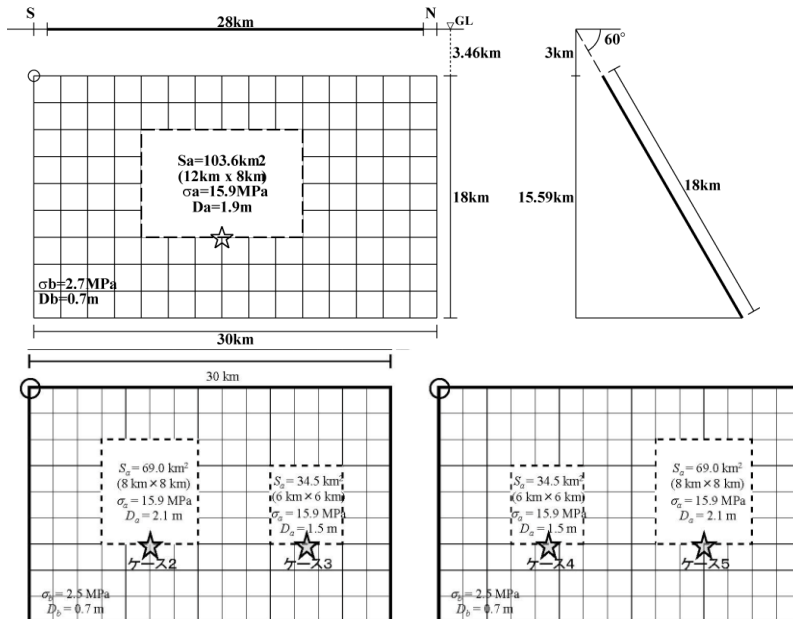 S
28km
N
GL
3.46km
3km
60°
Sa=103.6km2
(12km x 8km)
σa=15.9MPa
Da=1.9m
18km
15.59km
18km
σb=2.7MPa
Db=0.7m
30km
30 km
Sa = 69.0 km²
(8 km×8 km)
σa = 15.9 MPa
Da = 2.1 m
ケース2
Sa = 34.5 km²
(6 km×6 km)
σa = 15.9 MPa
Da = 1.5 m
ケース3
σb = 2.5 MPa
Db = 0.7 m
Sa = 34.5 km²
(6 km×6 km)
σa = 15.9 MPa
Da = 1.5 m
ケース4
Sa = 69.0 km²
(8 km×8 km)
σa = 15.9 MPa
Da = 2.1 m
ケース5
σb = 2.5 MPa
Db = 0.7 m